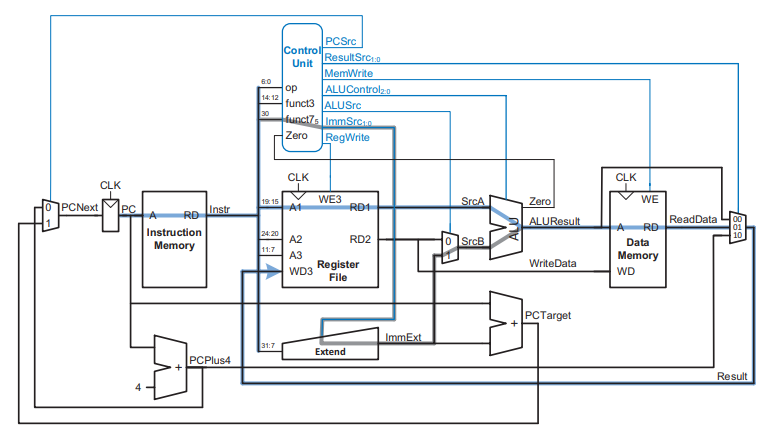 PCSrc
Control
Unit
ResultSrc1:0
MemWrite
6:0
op
ALUControl2:0
14:12
funct3
ALUSrc
30
funct75
ImmSrc1:0
Zero
RegWrite
CLK
CLK
CLK
0
1
PCNext
PC
A
RD
Instr
Instruction
Memory
19:15
A1
WE3
RD1
SrcA
Zero
ALU
ALUResult
WE
A
RD
ReadData
00
01
10
24:20
A2
RD2
0
1
SrcB
Data
Memory
11:7
A3
WD3
Register
File
WriteData
WD
+
PCTarget
ImmExt
31:7
Extend
PCPlus4
+
4
Result